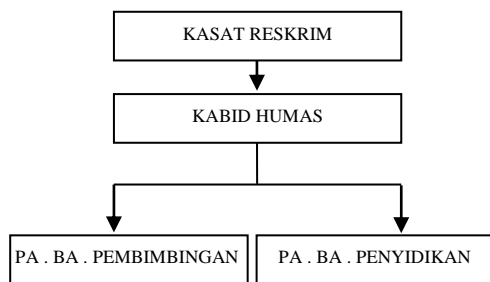 KASAT RESKRIM
KABID HUMAS
PA . BA . PEMBIMBINGAN
PA . BA . PENYIDIKAN